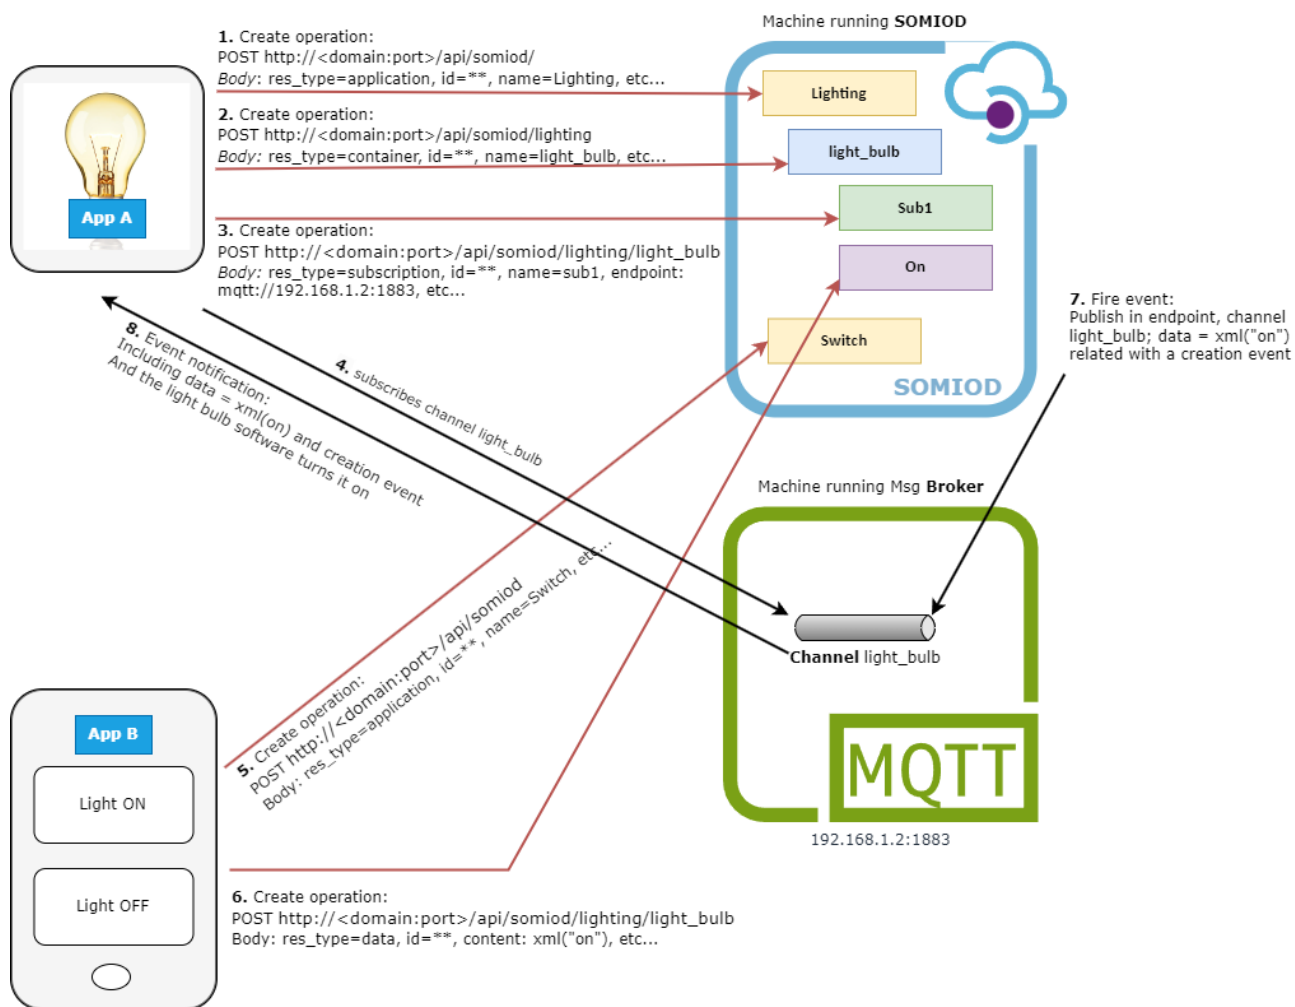 Machine running SOMIOD
1. Create operation:
POST http://<domain:port>/api/somiod/
Body: res_type=application, id=**, name=Lighting, etc...
2. Create operation:
POST http://<domain:port>/api/somiod/lighting
Body: res_type=container, id=**, name=light_bulb, etc...
App A
3. Create operation:
POST http://<domain:port>/api/somiod/lighting/light_bulb
Body: res_type=subscription, id=**, name=sub1, endpoint:
mqtt://192.168.1.2:1883, etc...
Lighting
light_bulb
Sub1
On
Switch
SOMIOD
7. Fire event:
Publish in endpoint, channel
light_bulb; data = xml("on")
related with a creation event
4. subscribes channel light_bulb
8. Event notification:
Including data = xml(on) and creation event
And the light bulb software turns it on
Machine running Msg Broker
Channel light_bulb
MQTT
192.168.1.2:1883
5. Create operation:
POST http://<domain:port>/api/somiod
Body: res_type=application, id=**, name=Switch, etc...
App B
Light ON
Light OFF
6. Create operation:
POST http://<domain:port>/api/somiod/lighting/light_bulb
Body: res_type=data, id=**, content: xml("on"), etc...